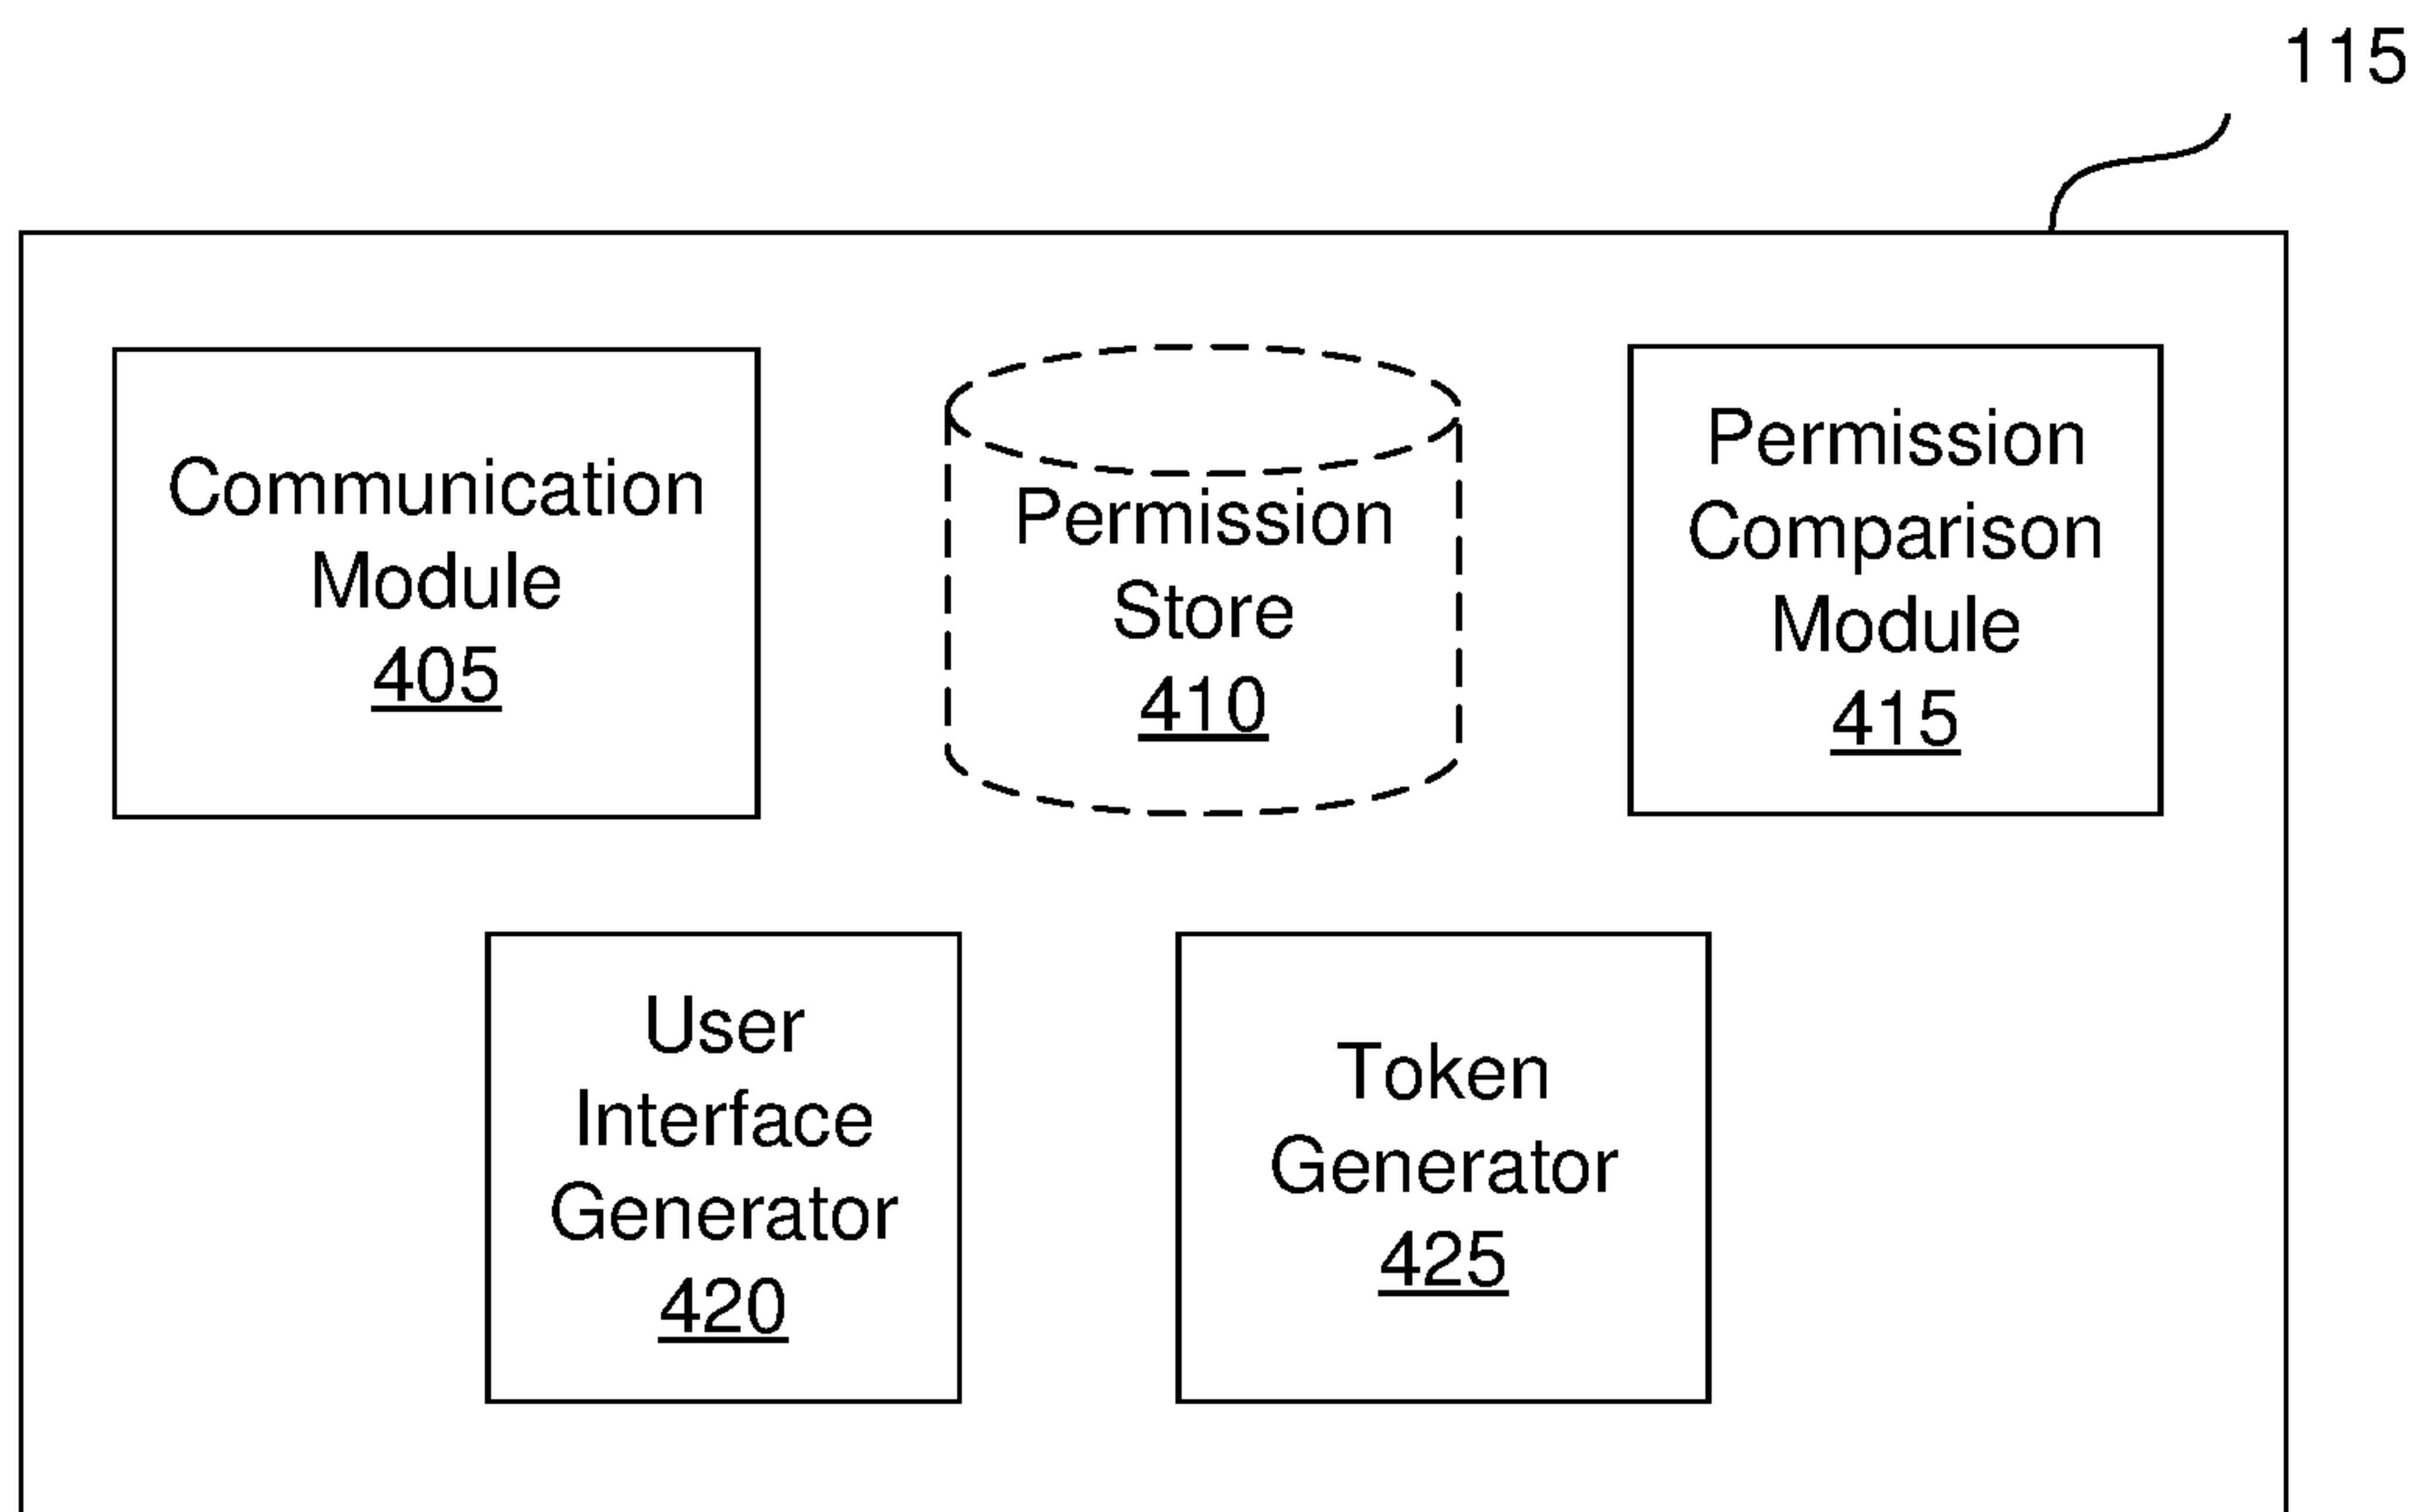 115
Communication
Module
405
Permission
Store
410
Permission
Comparison
Module
415
User
Interface
Generator
420
Token
Generator
425